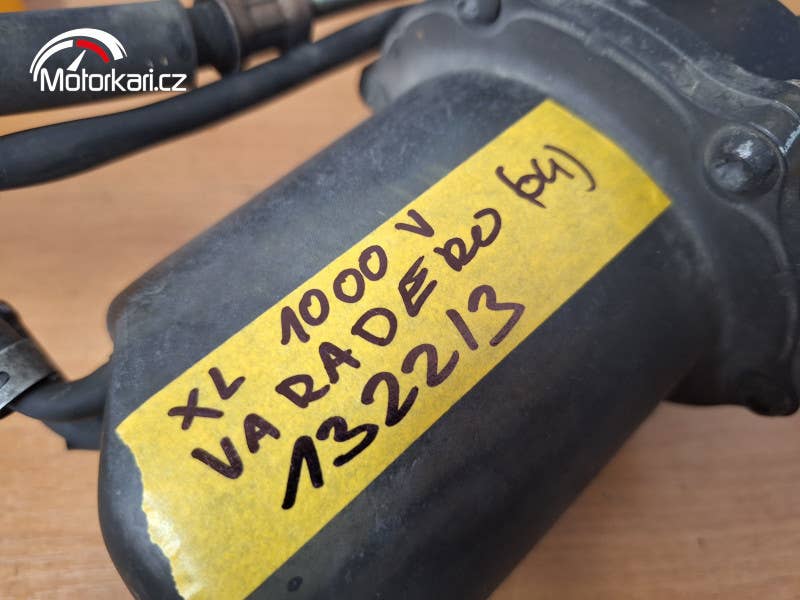 Motorkari.cz
XL 1000 V
VARADERO (04)
132213